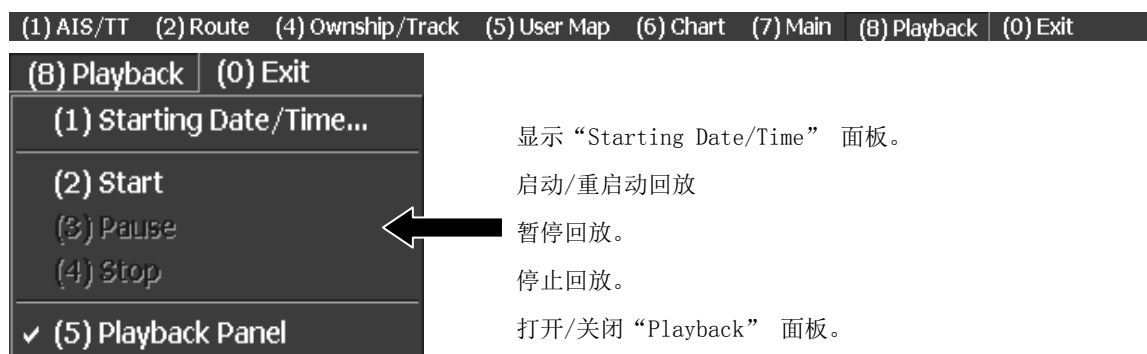 (1) AIS/TT (2) Route (4) Ownship/Track (5) User Map (6) Chart (7) Main (8) Playback (0) Exit
(8) Playback (0) Exit
(1) Starting Date/Time...
显示“Starting Date/Time” 面板。
(2) Start
启动/重启动回放
(3) Pause
暂停回放。
(4) Stop
停止回放。
✓ (5) Playback Panel
打开/关闭“Playback” 面板。